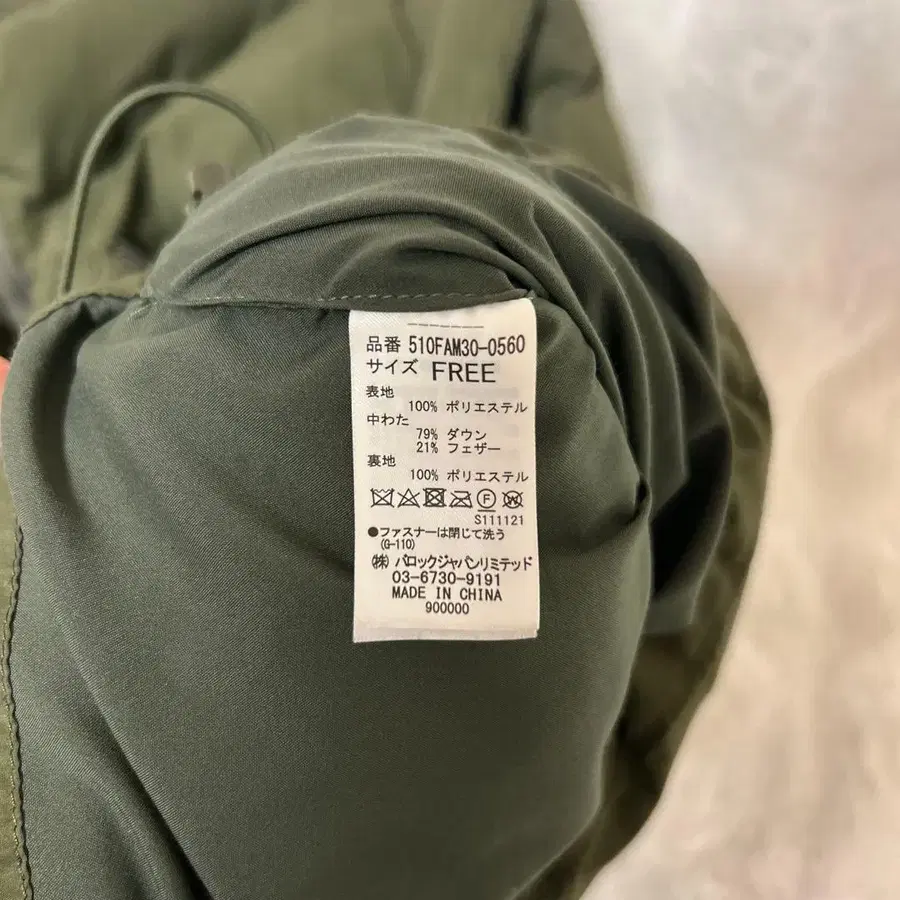 品番 510FAM30-0560
サイズ FREE
表地
100% ポリエステル
中わた
79% ダウン
21% フェザー
裏地
100% ポリエステル
F W
S111121
●ファスナーは閉じて洗う
(G-110)
㈱ バロックジャパンリミテッド
03-6730-9191
MADE IN CHINA
900000